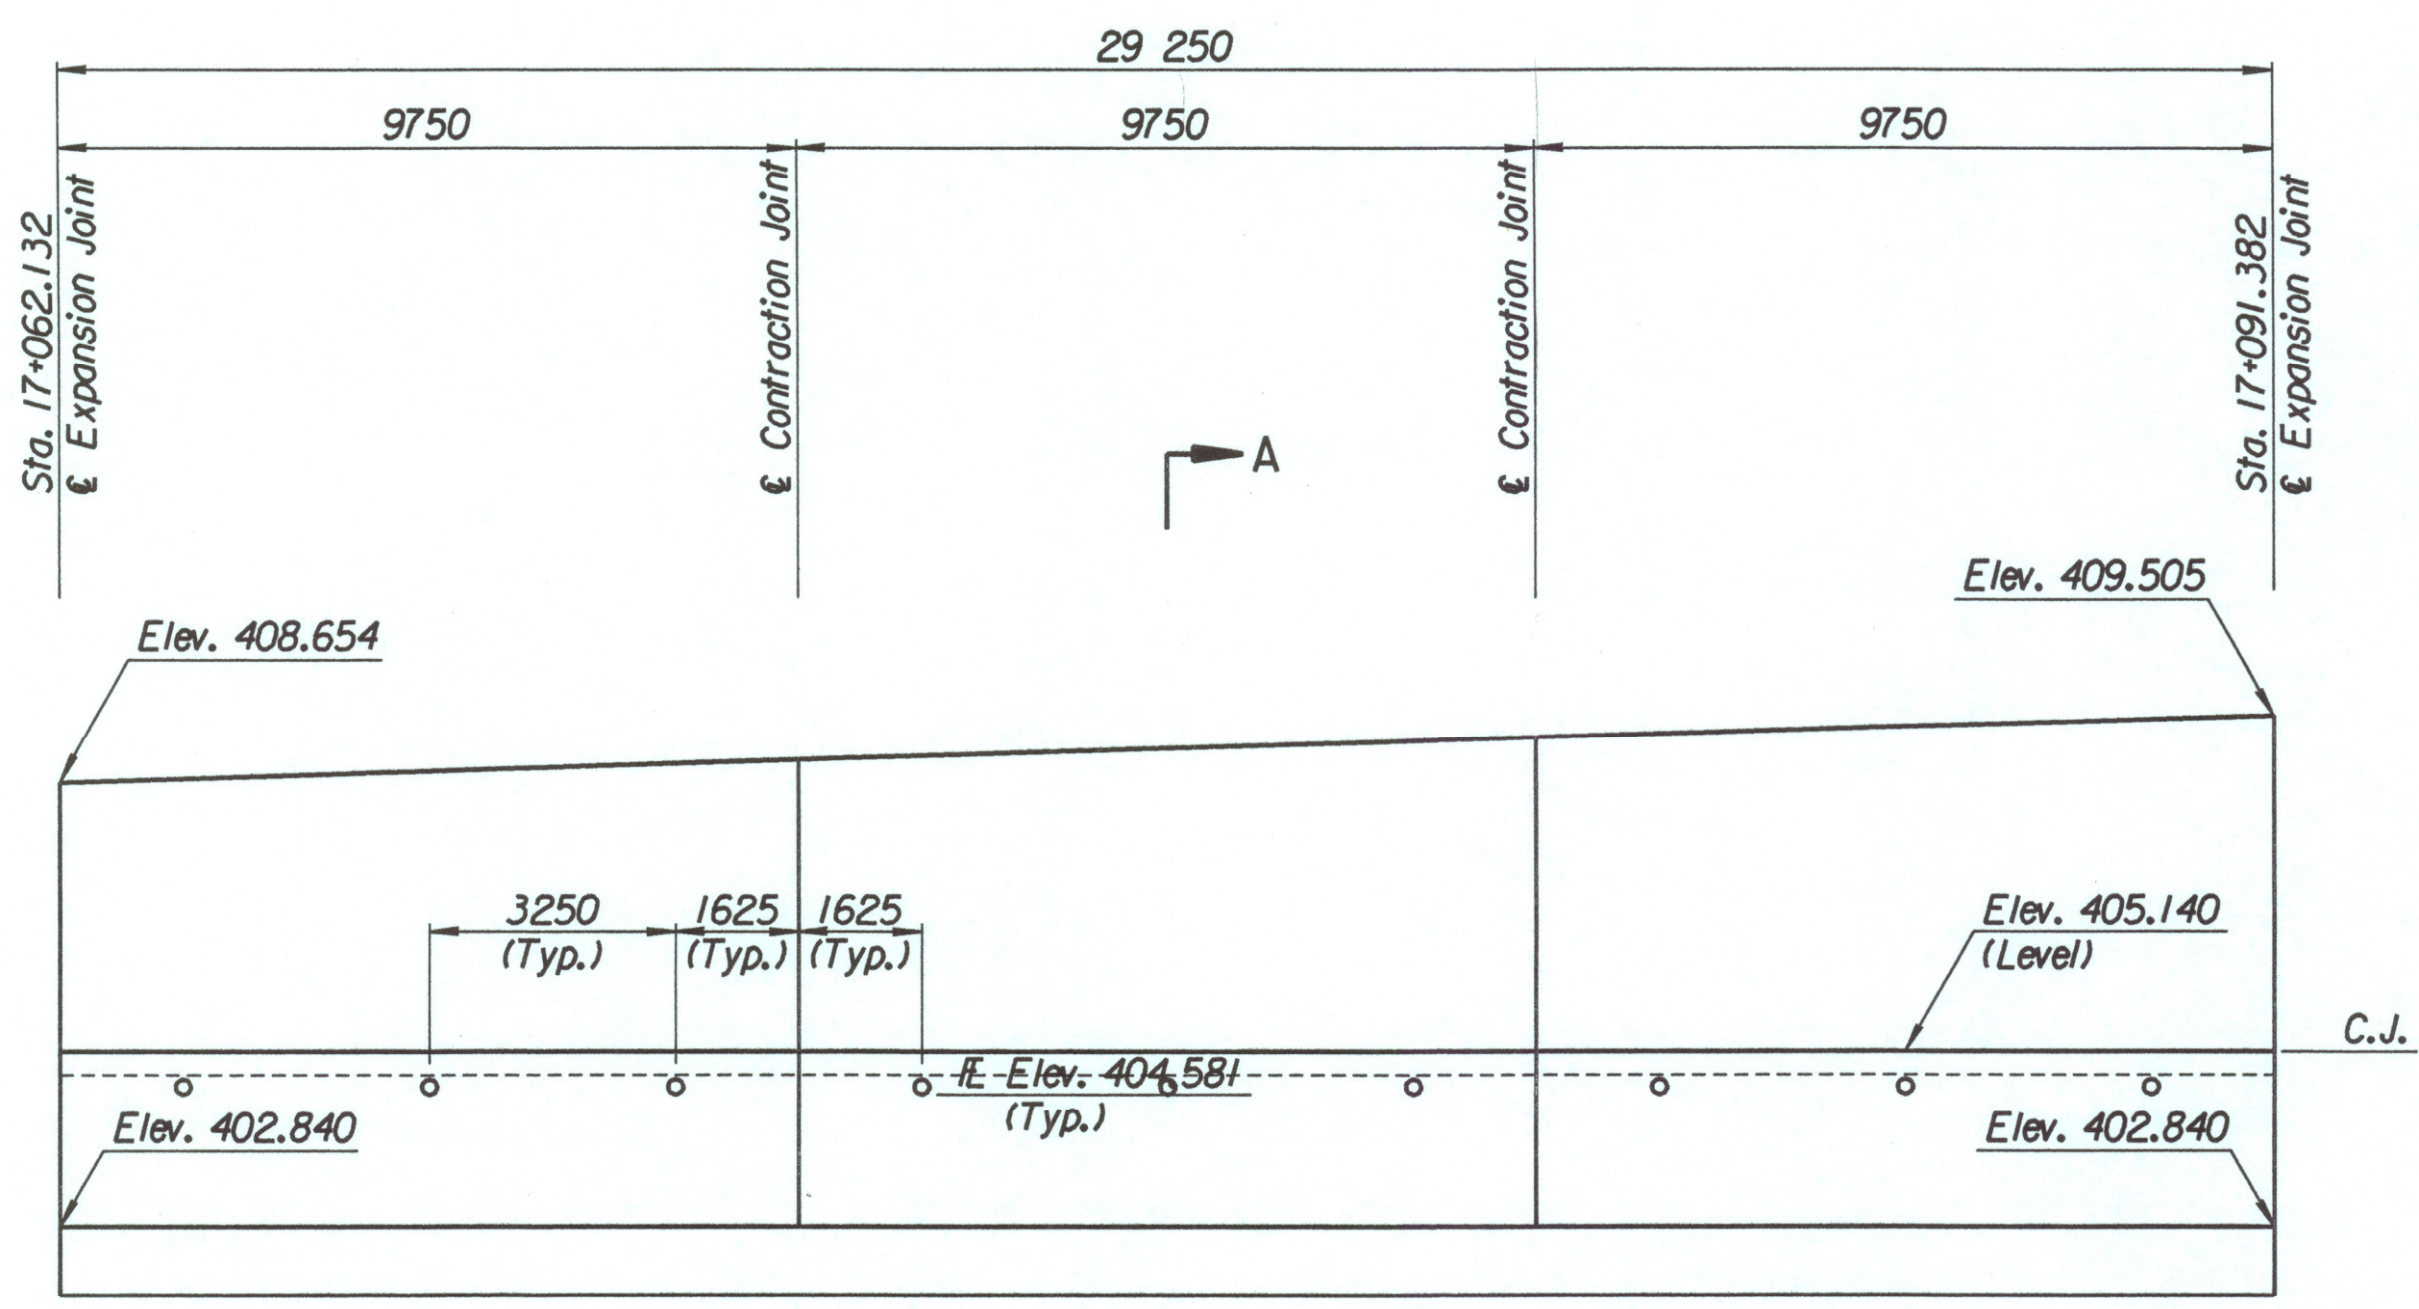 29 250
9750
9750
9750
Sta. 17+062.132
℄ Expansion Joint
℄ Contraction Joint
℄ Contraction Joint
Sta. 17+091.382
℄ Expansion Joint
A
Elev. 409.505
Elev. 408.654
3250
(Typ.)
1625
(Typ.)
1625
(Typ.)
Elev. 405.140
(Level)
C.J.
Elev. 404.581
(Typ.)
Elev. 402.840
Elev. 402.840